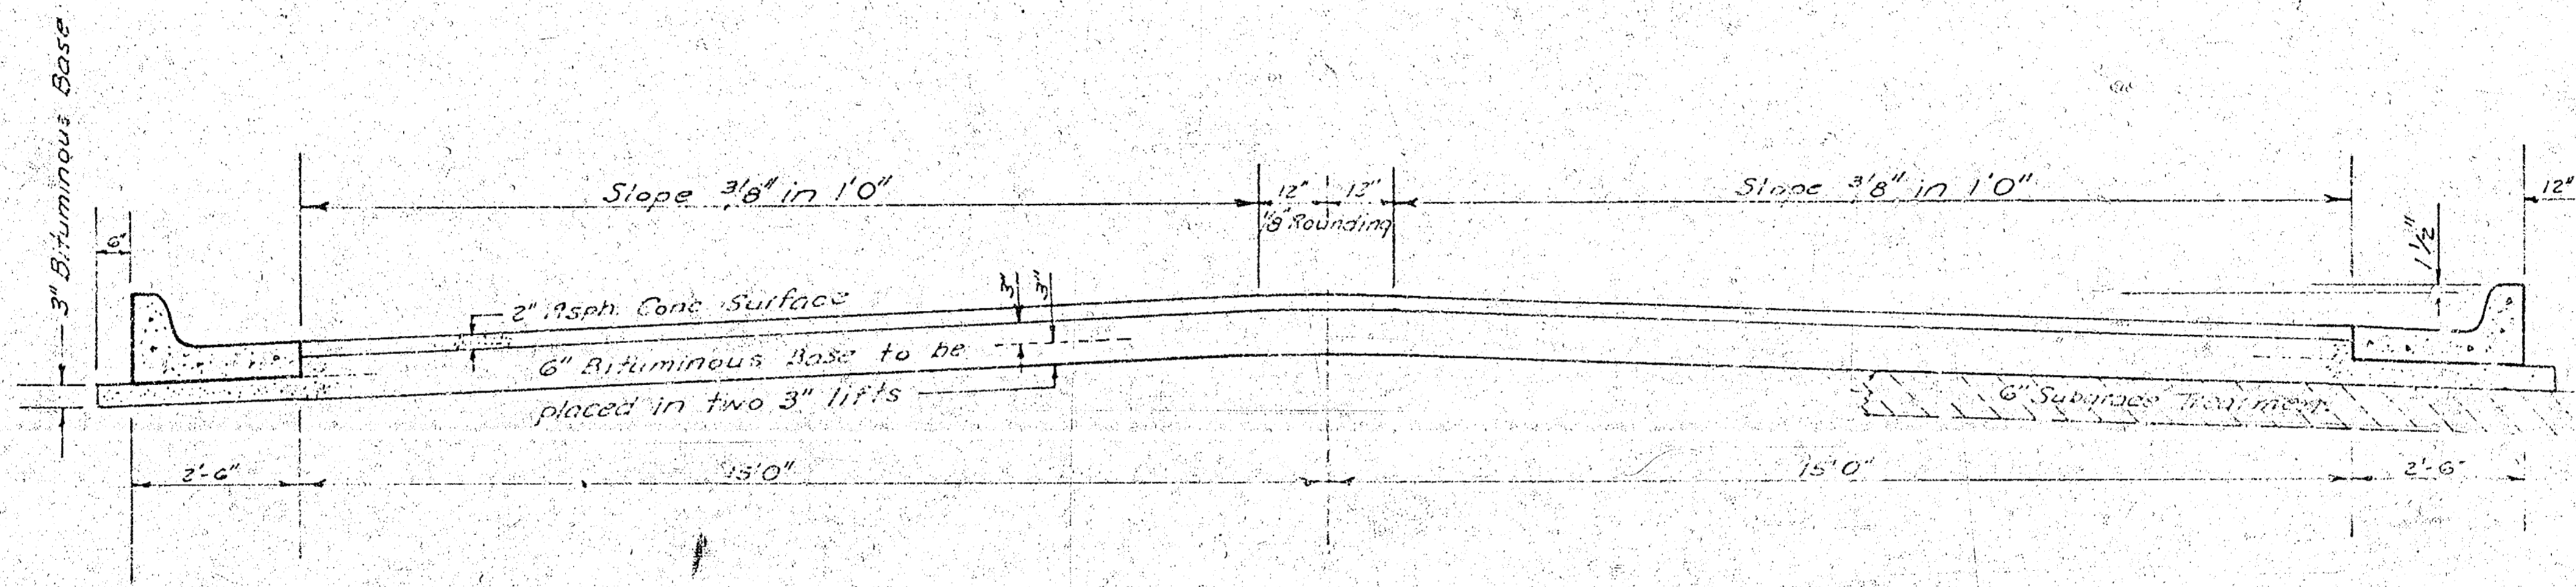 3" Bituminous Base
6"
Slope 3/8" in 1'0"
12" 12"
1/8" Rounding
Slope 3/8" in 1'0"
12"
1 1/2"
2" Asph. Conc Surface
3" 3"
6" Bituminous Base to be
placed in two 3" lifts
6" Subgrade Treatment
2'-6"
15'0"
15'0"
2'-6"